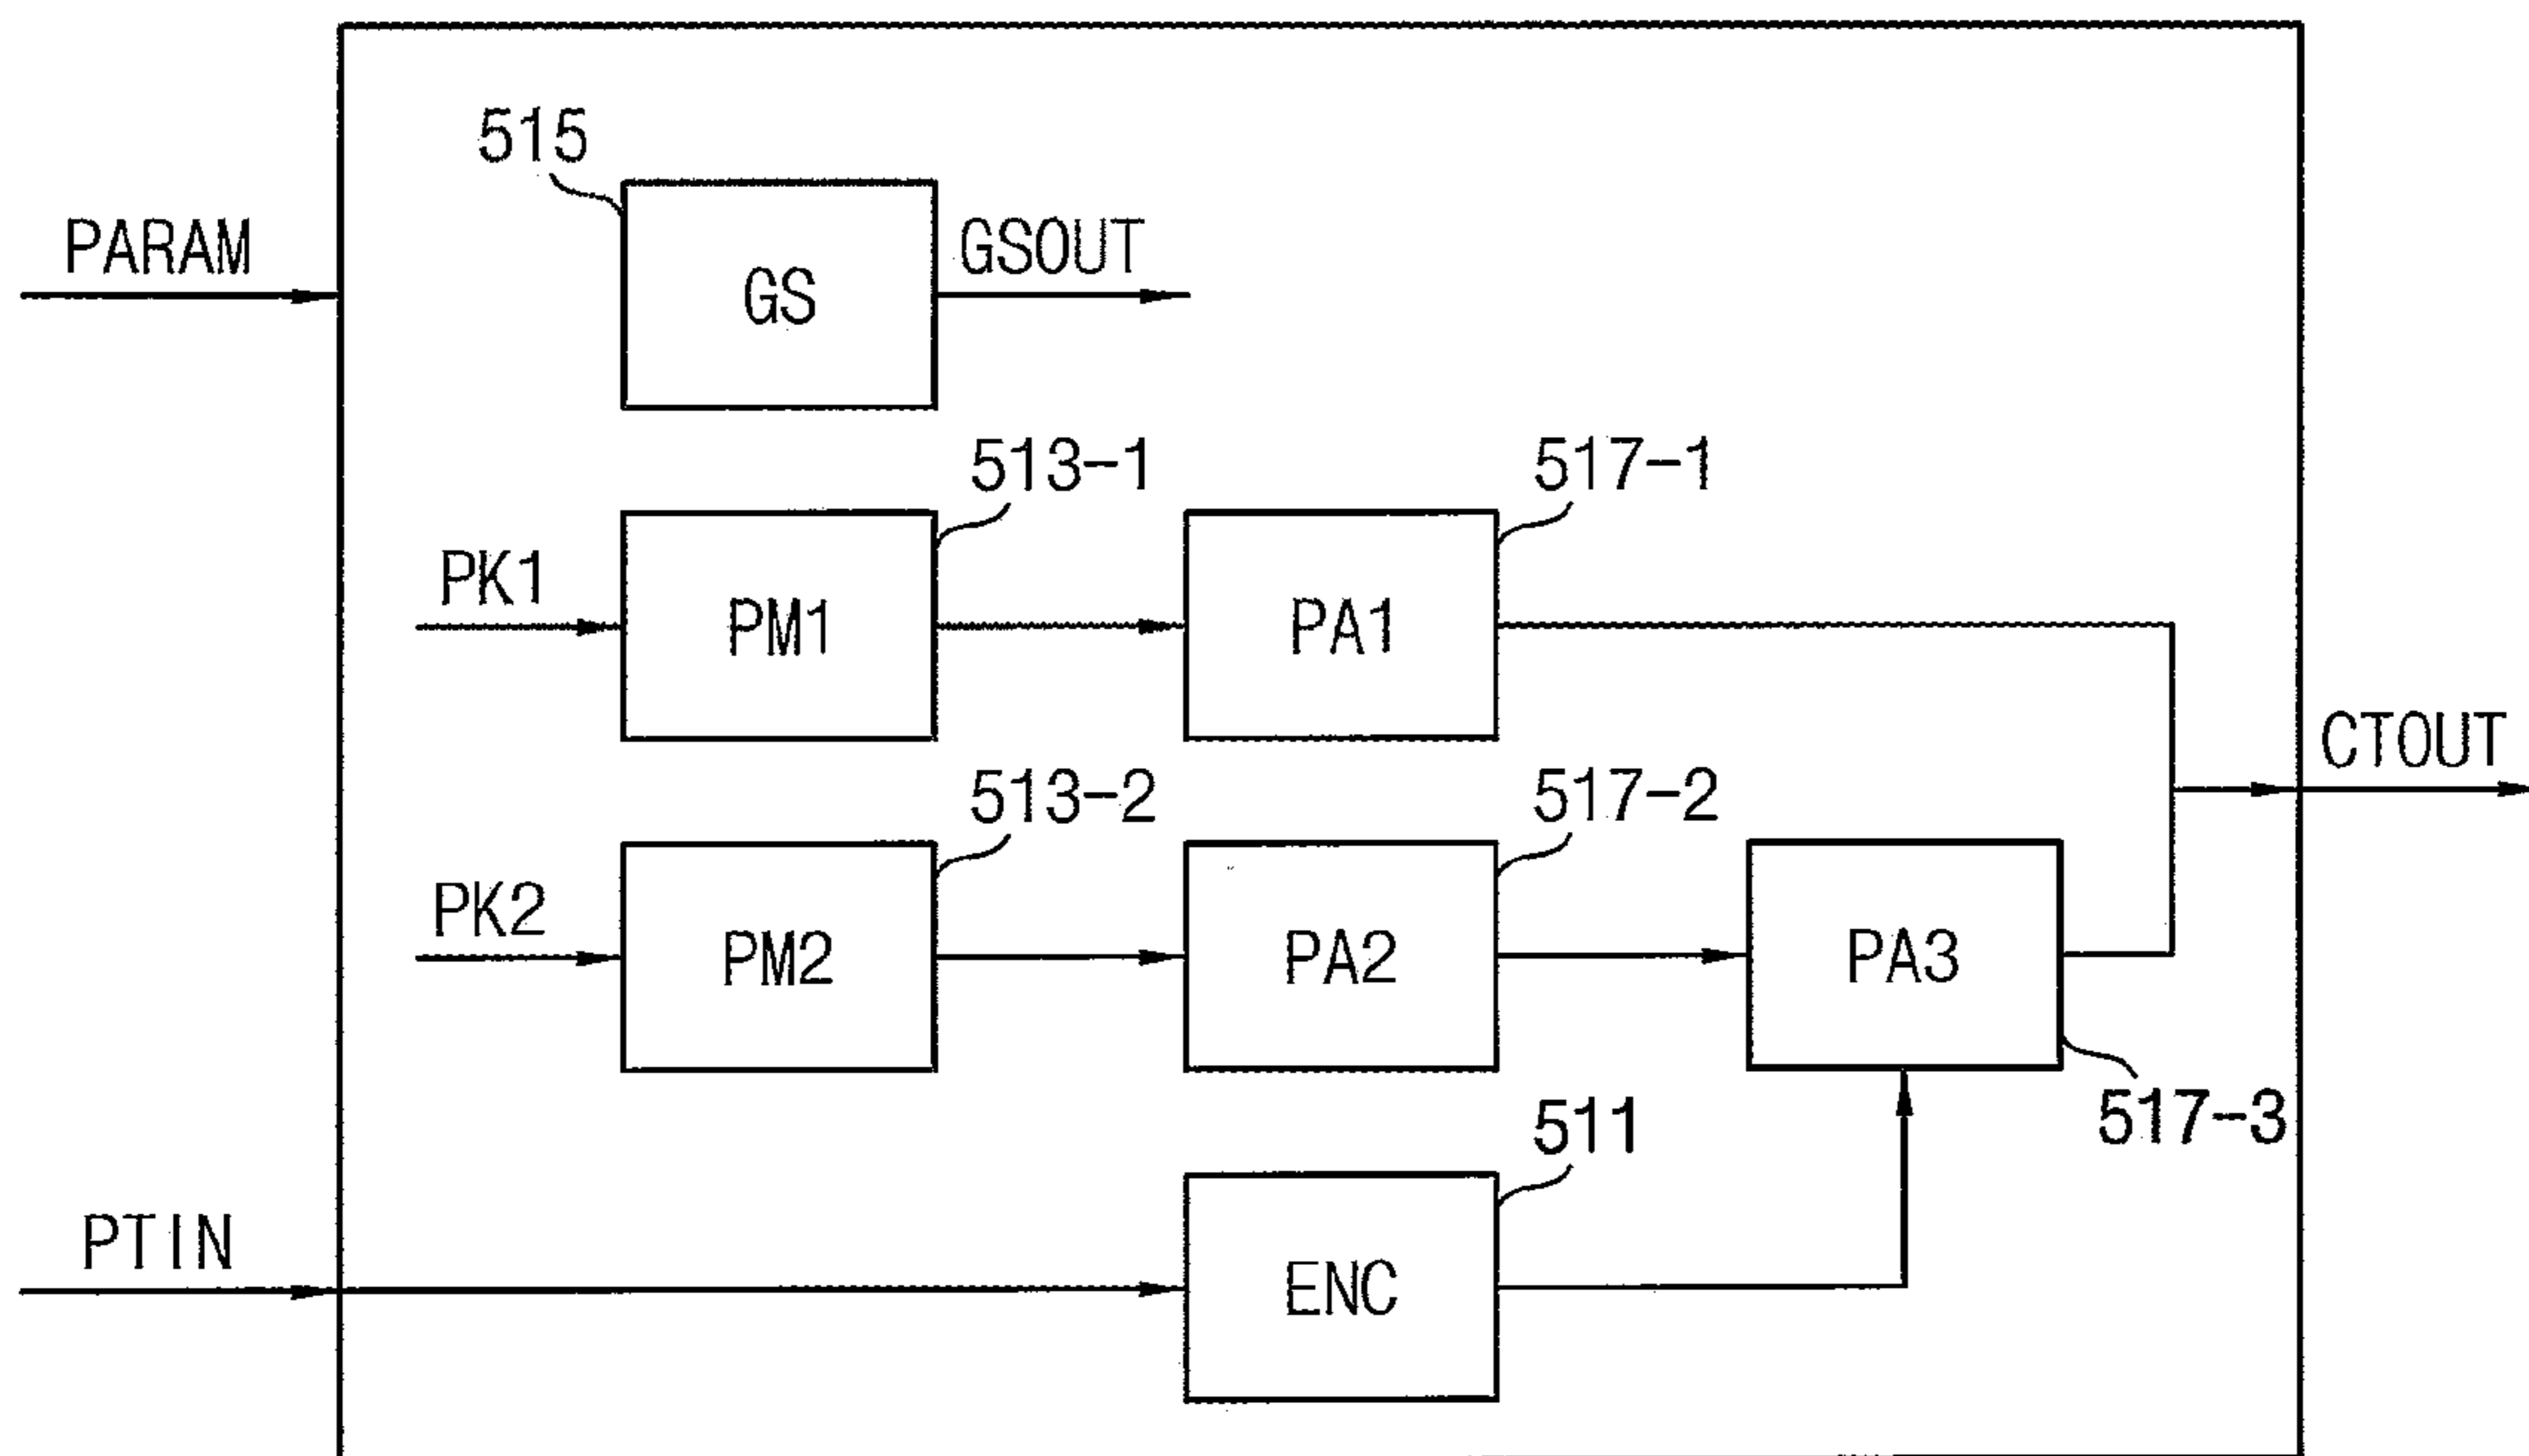 515
PARAM
GS
GSOUT
513-1
517-1
PK1
PM1
PA1
CTOUT
513-2
517-2
PK2
PM2
PA2
PA3
511
517-3
PTIN
ENC